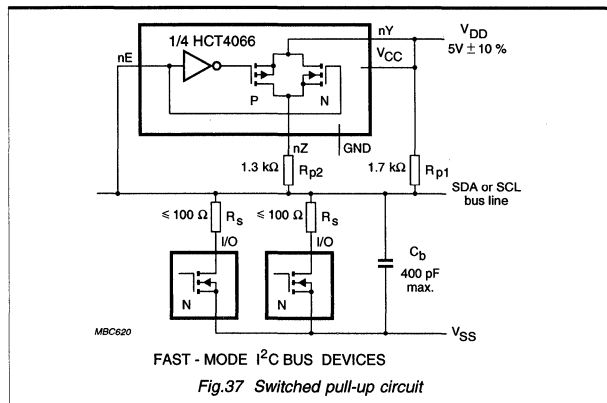 nY
V_DD
5V ± 10 %
1/4 HCT4066
nE
V_CC
P
N
nZ
GND
1.3 kΩ
R_p2
1.7 kΩ
R_p1
SDA or SCL
bus line
≤ 100 Ω
R_s
≤ 100 Ω
R_s
I/O
I/O
C_b
400 pF
max.
N
N
MBC620
V_SS
FAST - MODE I²C BUS DEVICES
Fig.37 Switched pull-up circuit